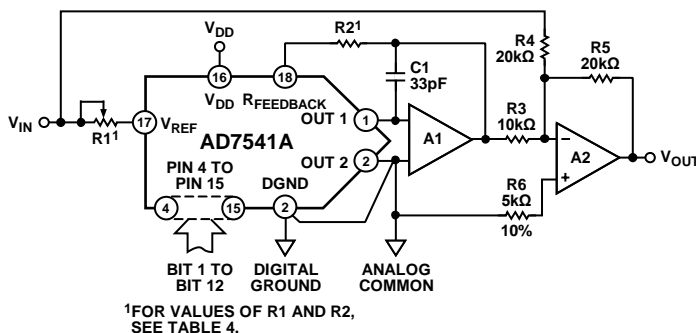 V_DD
R2¹
R4
20kΩ
R5
20kΩ
16
18
C1
33pF
V_DD
R_FEEDBACK
V_IN
R1¹
17
V_REF
OUT 1
1
AD7541A
A1
R3
10kΩ
–
A2
+
V_OUT
OUT 2
2
PIN 4 TO
PIN 15
DGND
R6
5kΩ
10%
4
15
2
BIT 1 TO
BIT 12
DIGITAL
GROUND
ANALOG
COMMON
¹FOR VALUES OF R1 AND R2,
SEE TABLE 4.